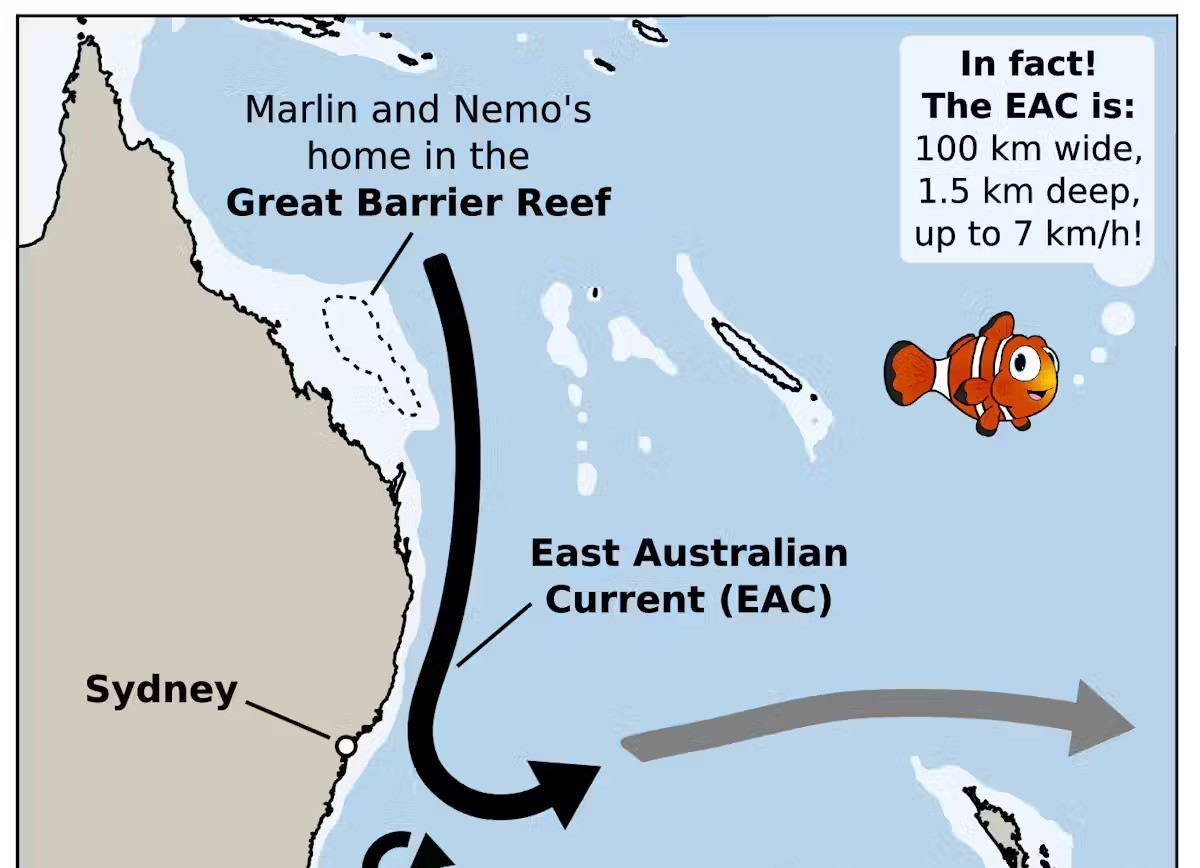 Marlin and Nemo's
home in the
Great Barrier Reef
In fact!
The EAC is:
100 km wide,
1.5 km deep,
up to 7 km/h!
East Australian
Current (EAC)
Sydney